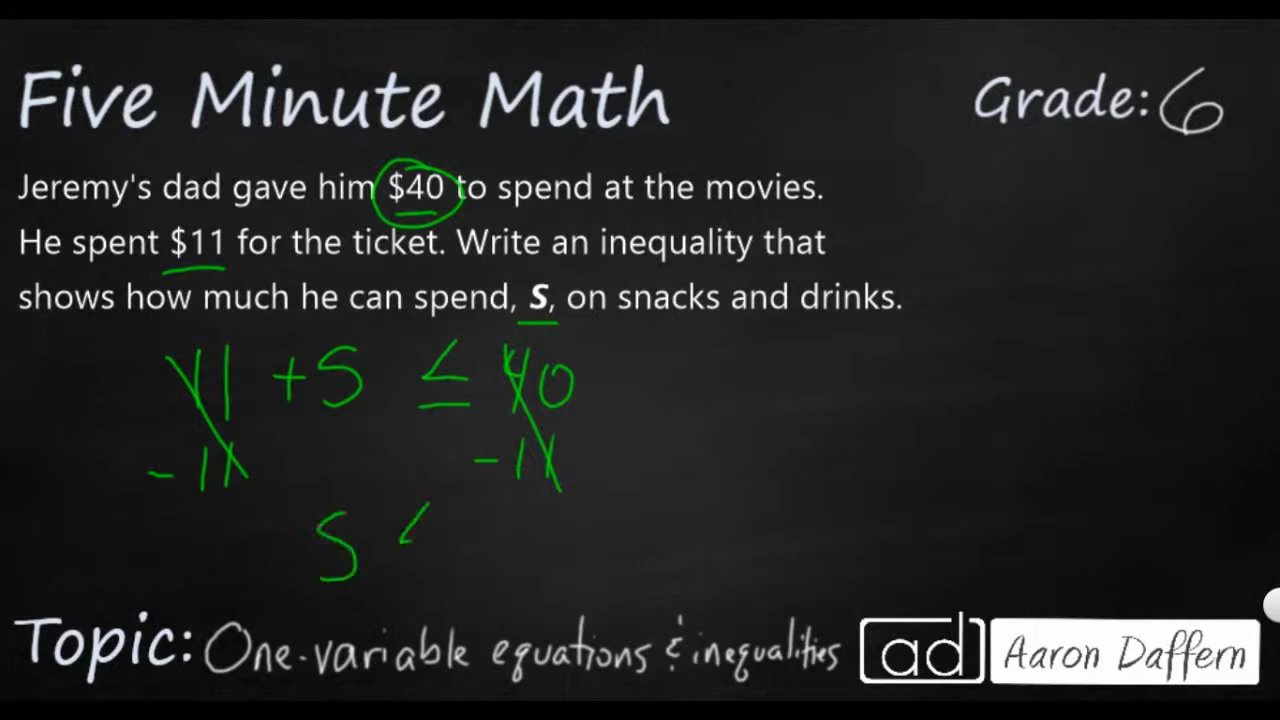 Five Minute Math Grade: 6
Jeremy's dad gave him $40 to spend at the movies.
He spent $11 for the ticket. Write an inequality that
shows how much he can spend, S, on snacks and drinks.
11 + S ≤ 40
- 11 - 11
S <
Topic: One-variable equations & inequalities ad Aaron Daffern